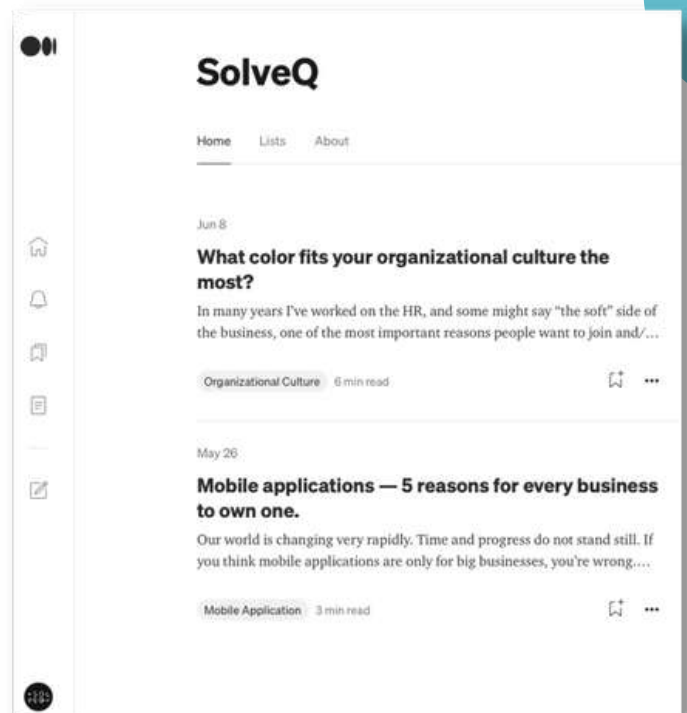 SolveQ
Home Lists About
Jun 8
What color fits your organizational culture the
most?
In many years I've worked on the HR, and some might say “the soft” side of
the business, one of the most important reasons people want to join and/...
Organizational Culture 6 min read
May 26
Mobile applications — 5 reasons for every business
to own one.
Our world is changing very rapidly. Time and progress do not stand still. If
you think mobile applications are only for big businesses, you're wrong....
Mobile Application 3 min read